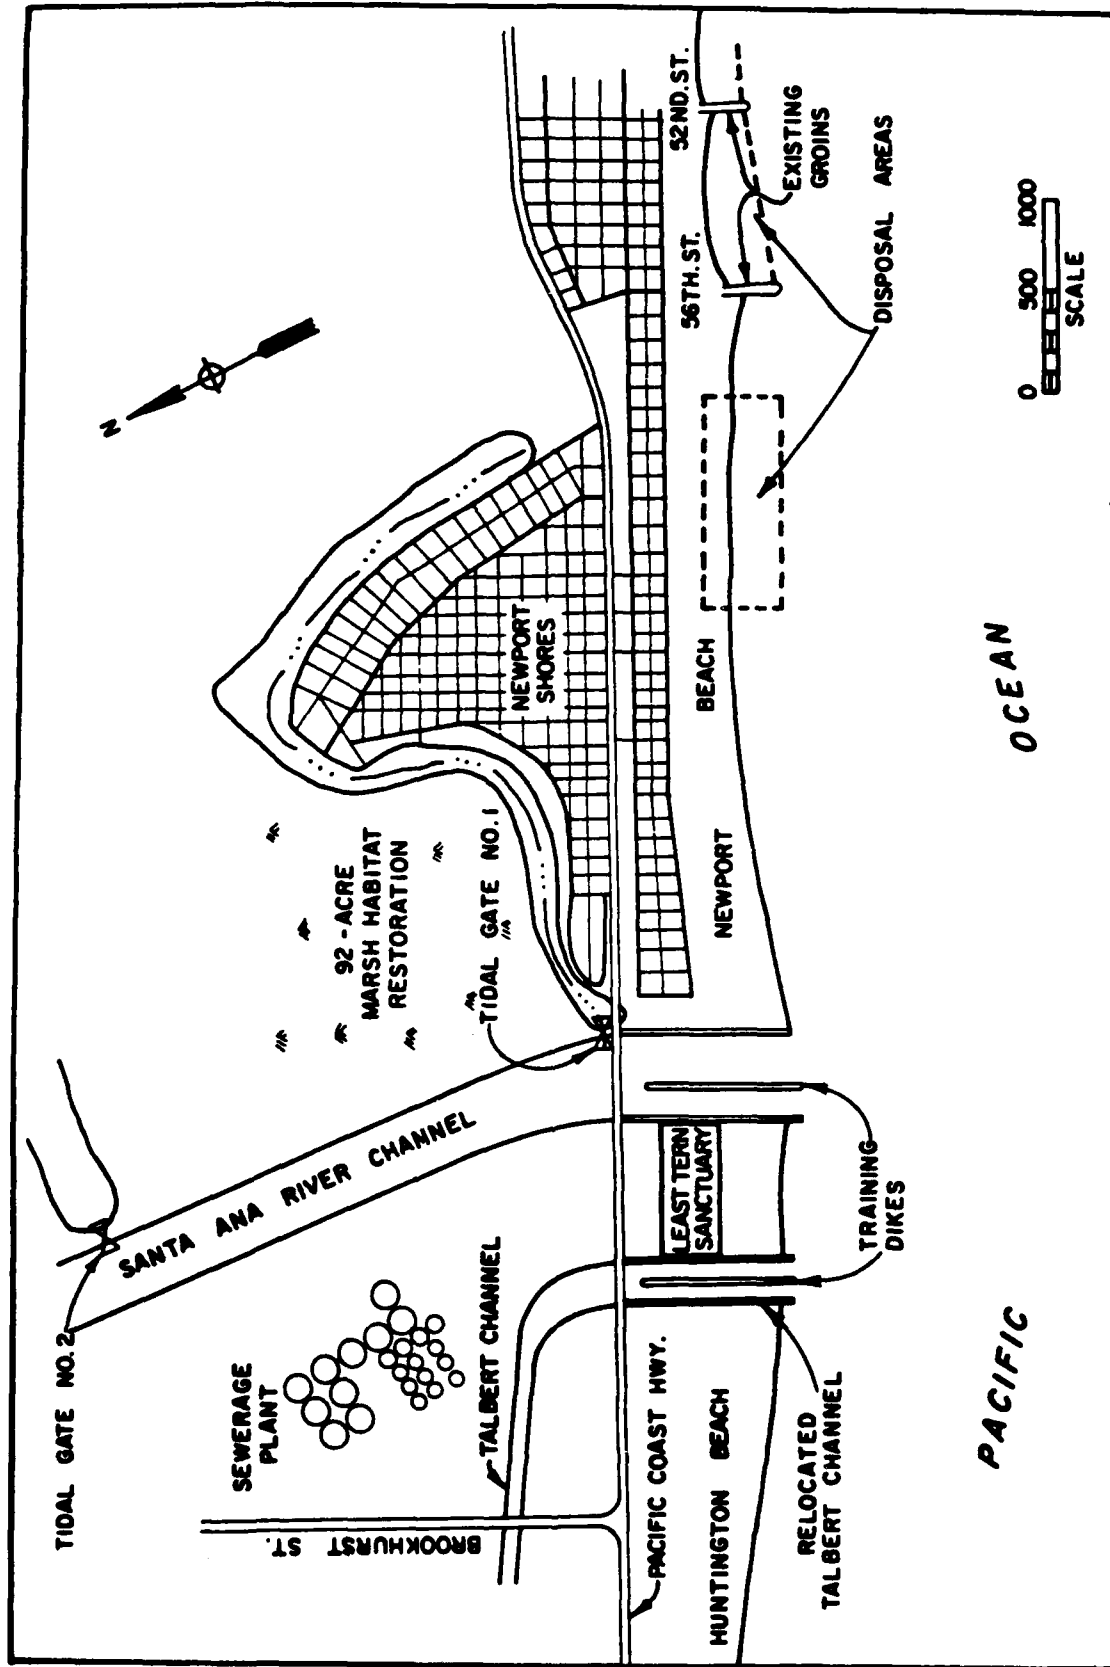 TIDAL GATE NO. 2
SANTA ANA RIVER CHANNEL
92-ACRE
MARSH HABITAT
RESTORATION
TIDAL GATE NO. 1
N
SEWERAGE
PLANT
TALBERT CHANNEL
BROOKHURST ST.
NEWPORT
SHORES
PACIFIC COAST HWY.
HUNTINGTON BEACH
RELOCATED
TALBERT CHANNEL
LEAST TERN
SANCTUARY
TRAINING
DIKES
NEWPORT
BEACH
56TH. ST.
52ND. ST.
EXISTING
GROINS
DISPOSAL AREAS
PACIFIC
OCEAN
0 500 1000
SCALE